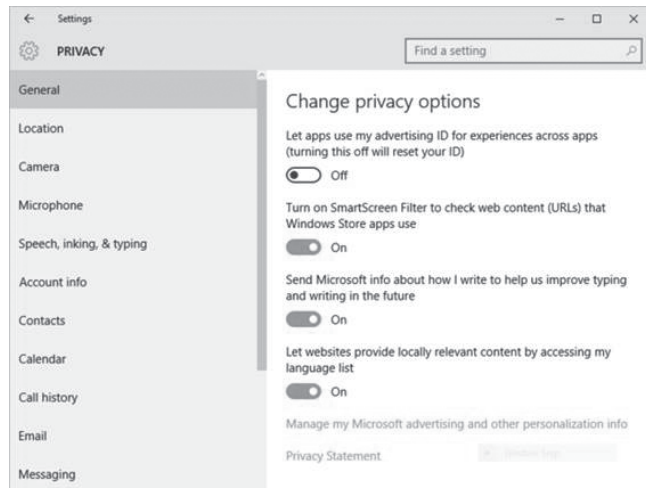 Settings
PRIVACY
Find a setting
General
Location
Camera
Microphone
Speech, inking, & typing
Account info
Contacts
Calendar
Call history
Email
Messaging
Change privacy options
Let apps use my advertising ID for experiences across apps
(turning this off will reset your ID)
Off
Turn on SmartScreen Filter to check web content (URLs) that
Windows Store apps use
On
Send Microsoft info about how I write to help us improve typing
and writing in the future
On
Let websites provide locally relevant content by accessing my
language list
On
Manage my Microsoft advertising and other personalization info
Privacy Statement